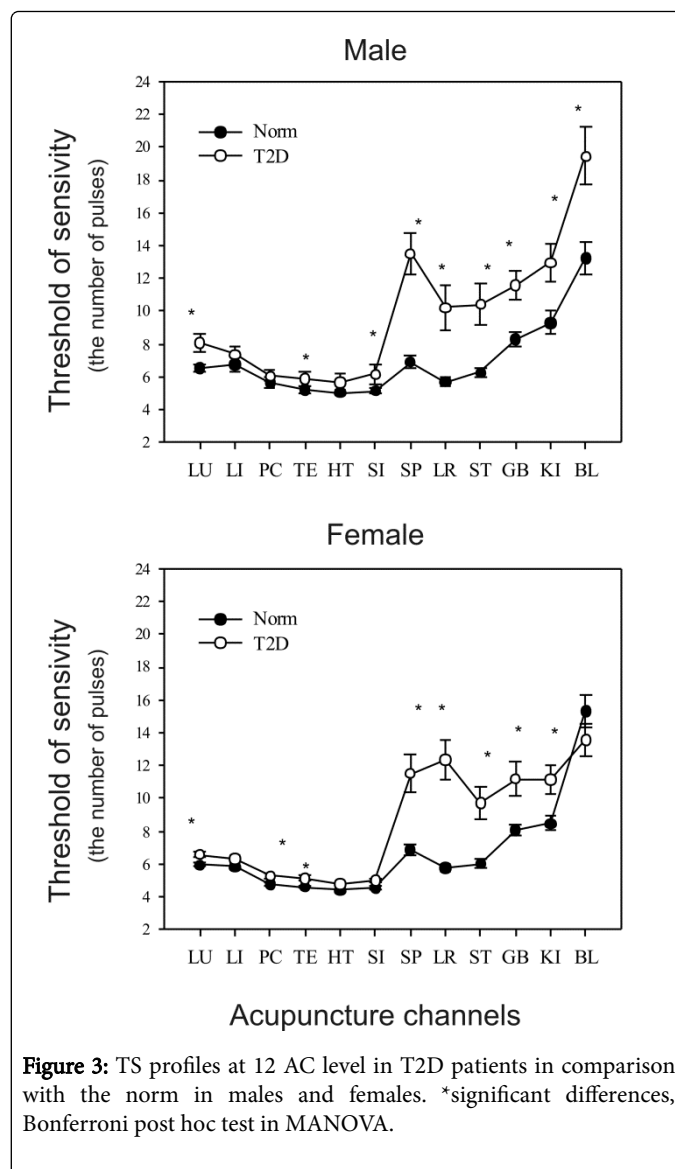 Male
Threshold of sensivity
(the number of pulses)
24
22
20
18
16
14
12
10
8
6
4
2
Norm
T2D
*
*
*
*
*
*
*
*
*
LU LI PC TE HT SI SP LR ST GB KI BL
Female
Threshold of sensivity
(the number of pulses)
24
22
20
18
16
14
12
10
8
6
4
2
Norm
T2D
*
*
*
*
*
*
*
*
LU LI PC TE HT SI SP LR ST GB KI BL
Acupuncture channels
Figure 3: TS profiles at 12 AC level in T2D patients in comparison
with the norm in males and females. *significant differences,
Bonferroni post hoc test in MANOVA.